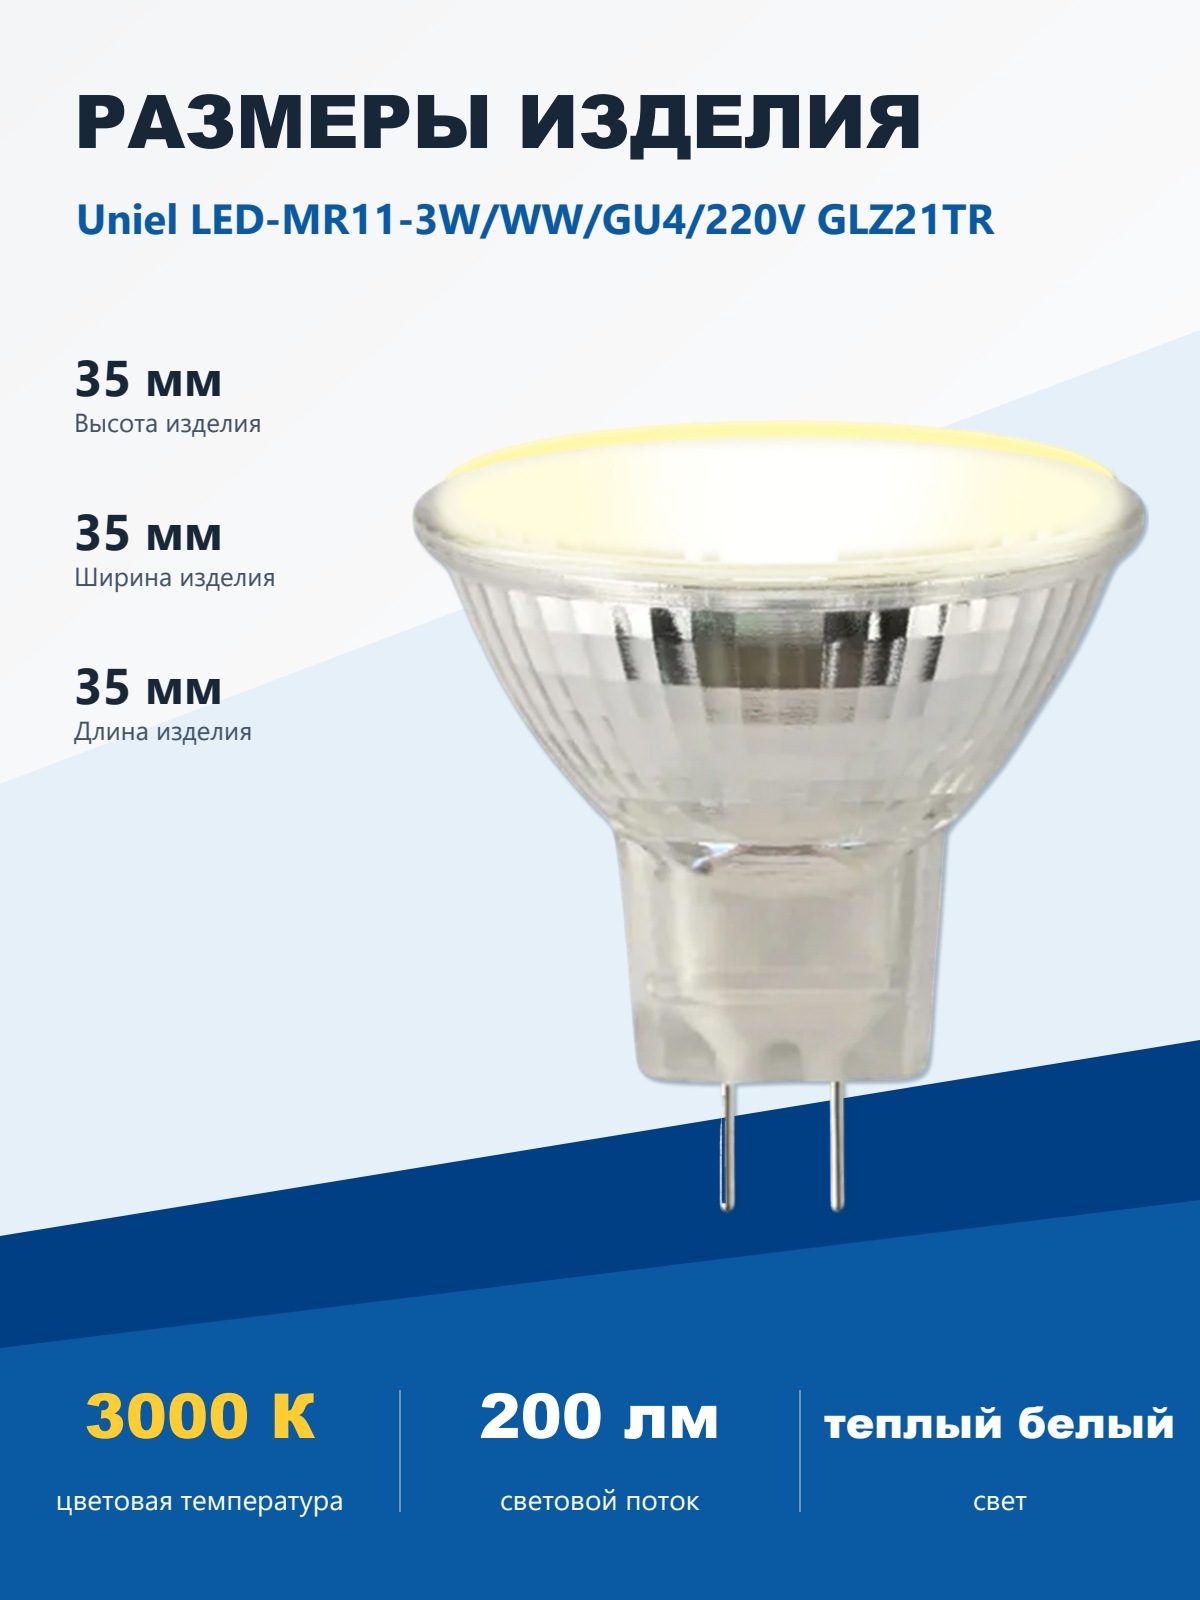 РАЗМЕРЫ ИЗДЕЛИЯ
Uniel LED-MR11-3W/WW/GU4/220V GLZ21TR
35 мм
Высота изделия
35 мм
Ширина изделия
35 мм
Длина изделия
3000 К
цветовая температура
200 лм
световой поток
теплый белый
свет